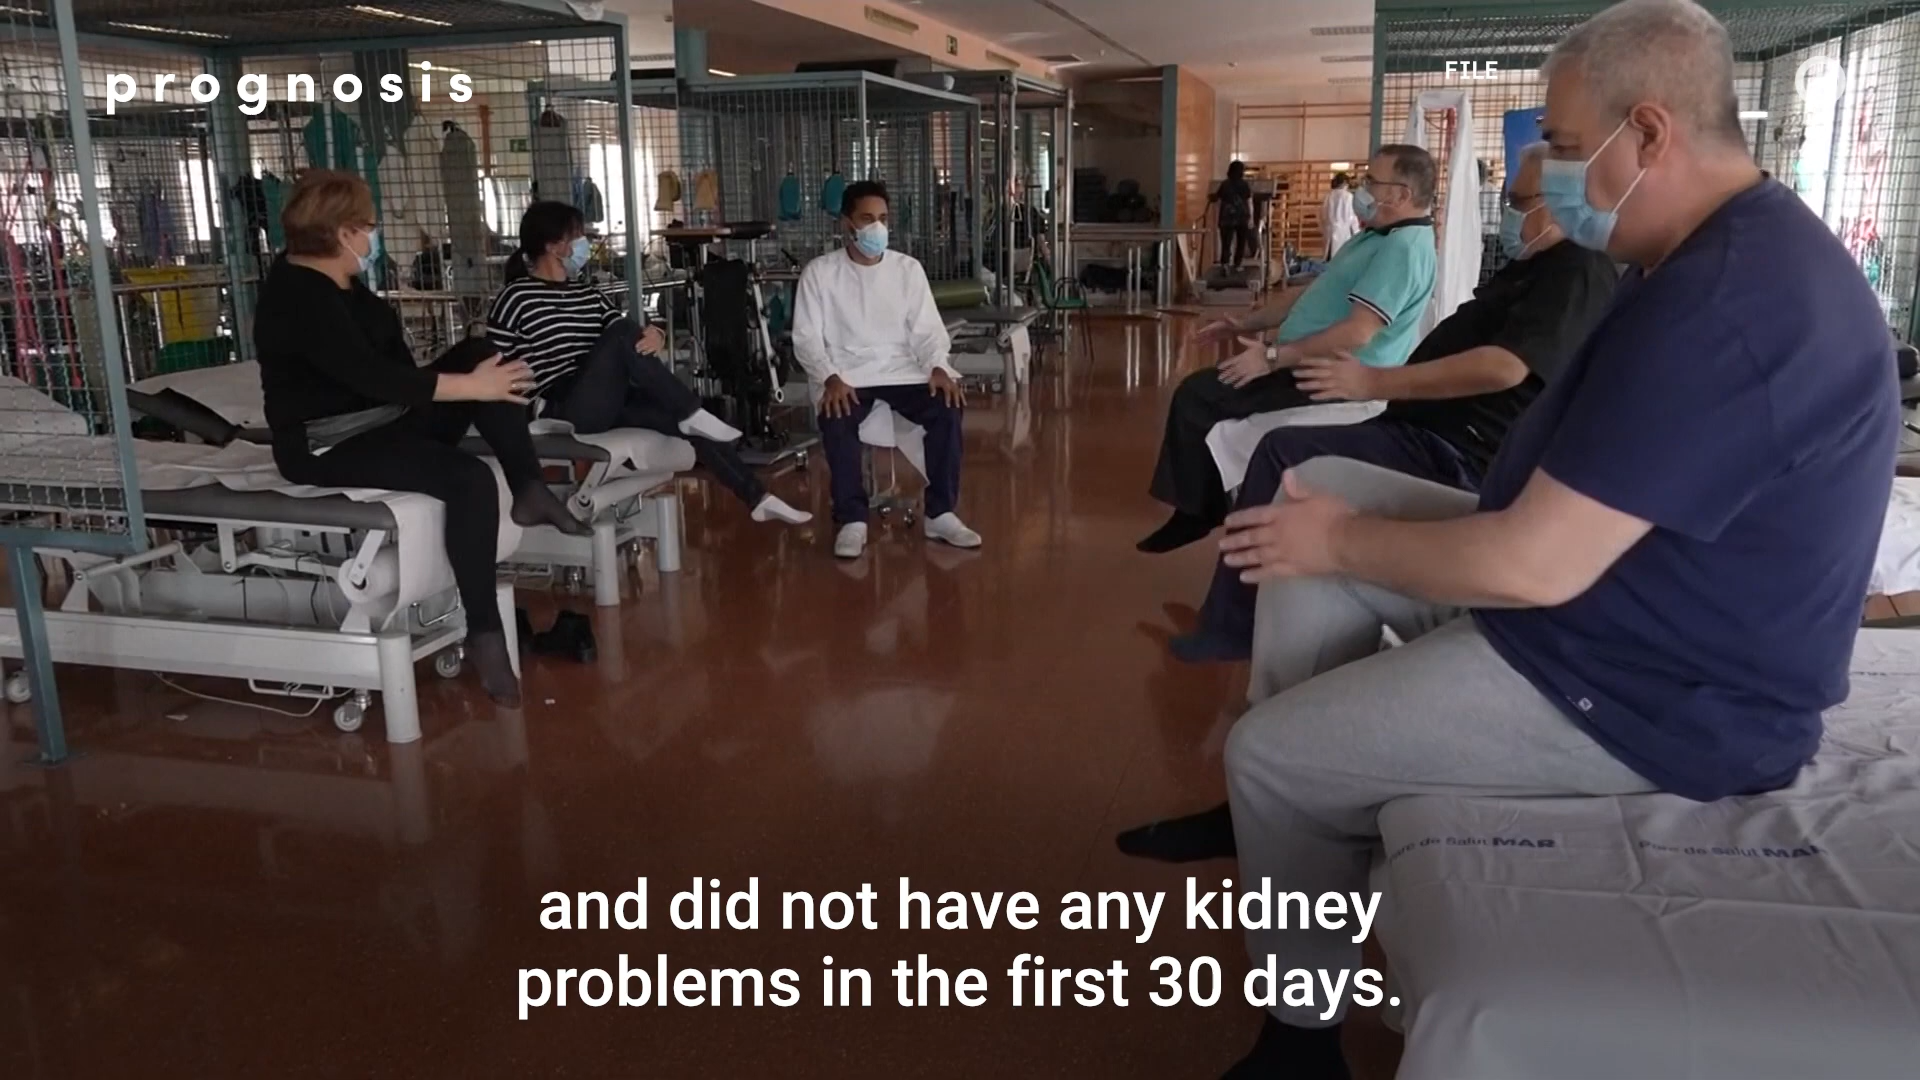 prognosis
FILE
Parc de Salut MAR
Parc de Salut MAR
and did not have any kidney
problems in the first 30 days.